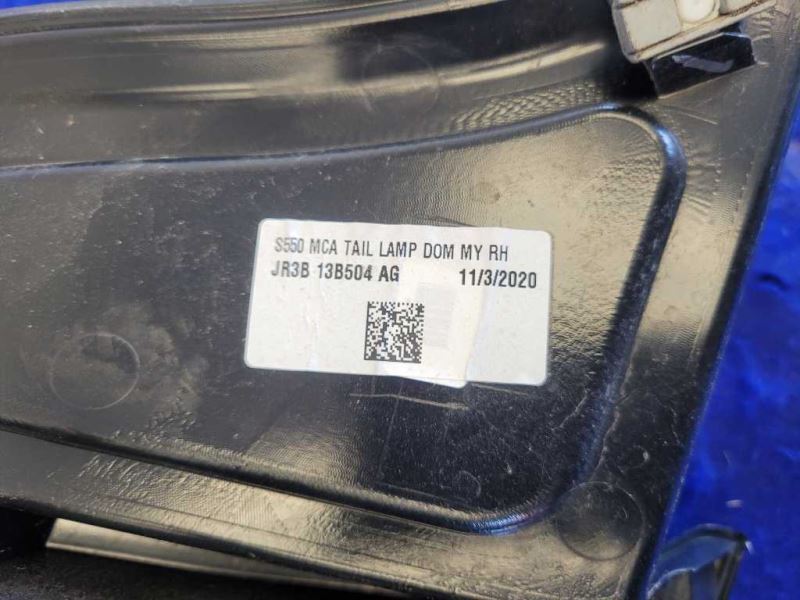 S550 MCA TAIL LAMP DOM MY RH
JR3B 13B504 AG 11/3/2020